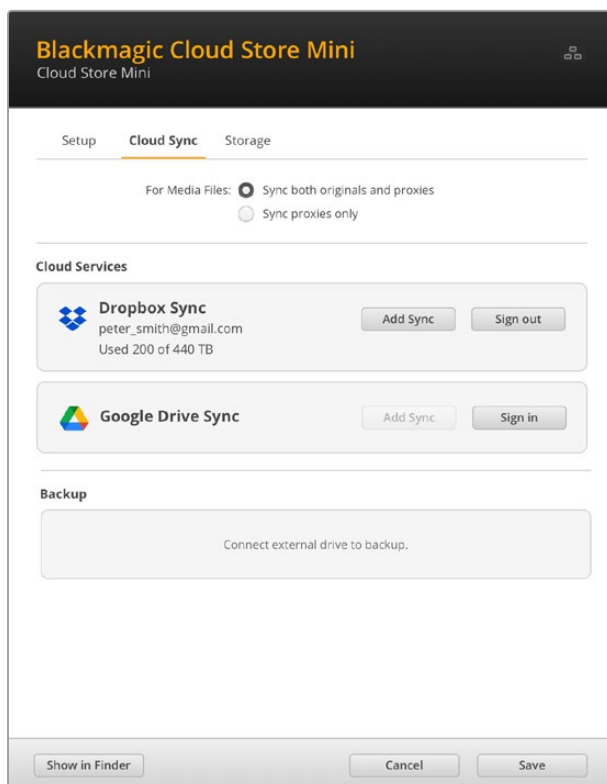 Blackmagic Cloud Store Mini
Cloud Store Mini
Setup Cloud Sync Storage
For Media Files: Sync both originals and proxies
Sync proxies only
Cloud Services
Dropbox Sync
peter_smith@gmail.com
Used 200 of 440 TB
Add Sync Sign out
Google Drive Sync
Add Sync Sign in
Backup
Connect external drive to backup.
Show in Finder Cancel Save